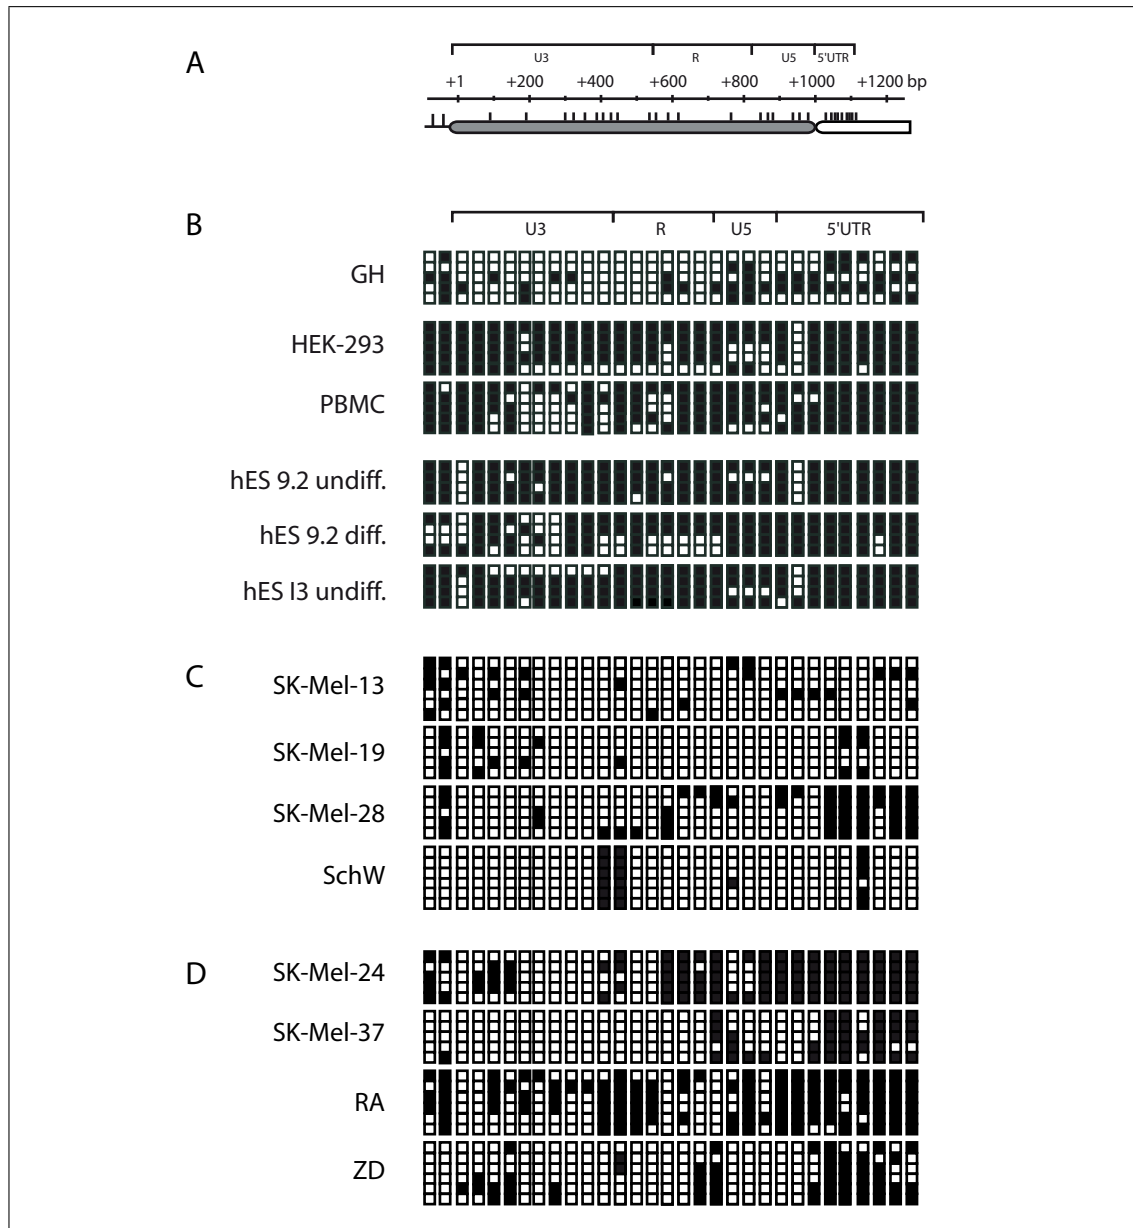 A
U3 R U5 5'UTR
+1 +200 +400 +600 +800 +1000 +1200 bp
B
U3 R U5 5'UTR
GH
HEK-293
PBMC
hES 9.2 undiff.
hES 9.2 diff.
hES I3 undiff.
C
SK-Mel-13
SK-Mel-19
SK-Mel-28
SchW
D
SK-Mel-24
SK-Mel-37
RA
ZD